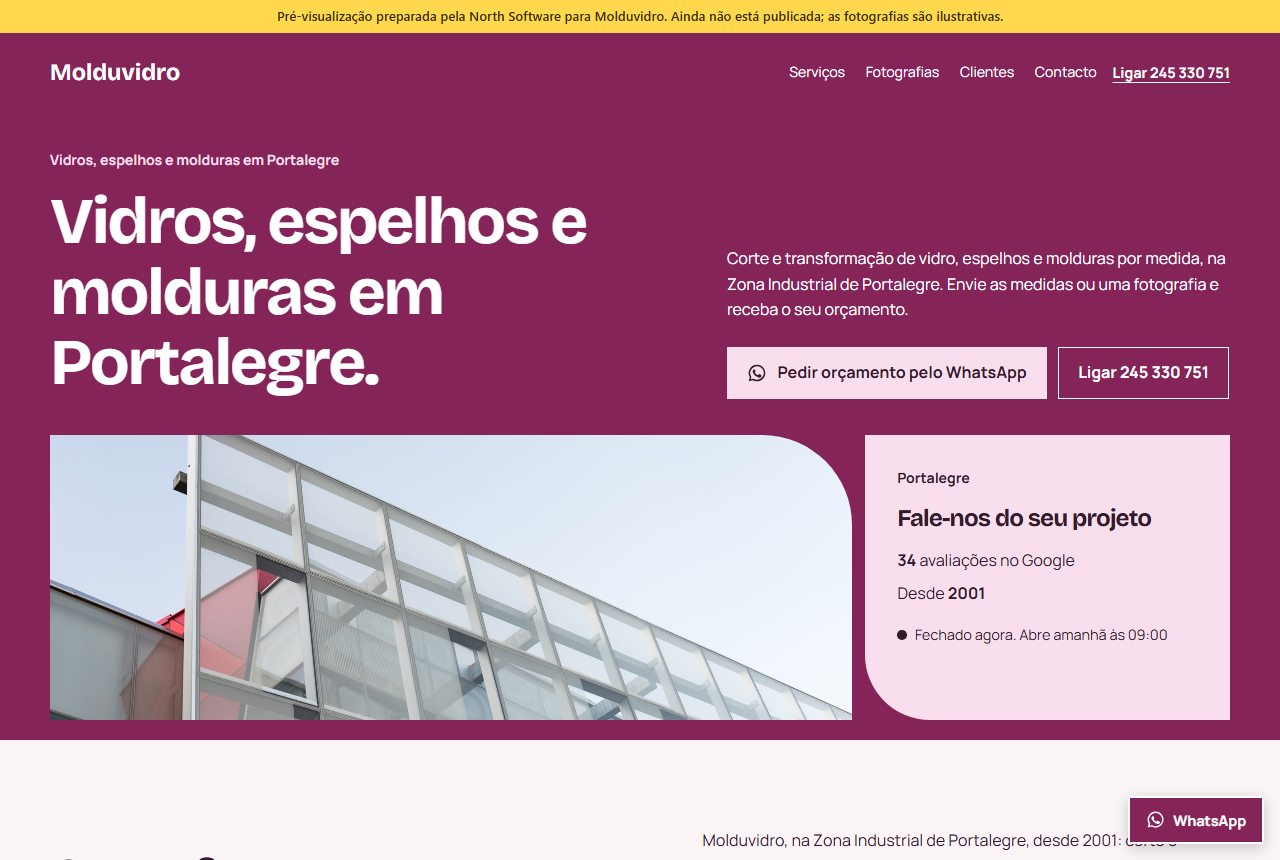 Pré-visualização preparada pela North Software para Molduvidro. Ainda não está publicada; as fotografias são ilustrativas.
Molduvidro
Serviços
Fotografias
Clientes
Contacto
Ligar 245 330 751
Vidros, espelhos e molduras em Portalegre
Vidros, espelhos e
molduras em
Portalegre.
Corte e transformação de vidro, espelhos e molduras por medida, na
Zona Industrial de Portalegre. Envie as medidas ou uma fotografia e
receba o seu orçamento.
Pedir orçamento pelo WhatsApp
Ligar 245 330 751
Portalegre
Fale-nos do seu projeto
34 avaliações no Google
Desde 2001
Fechado agora. Abre amanhã às 09:00
Molduvidro, na Zona Industrial de Portalegre, desde 2001:
WhatsApp